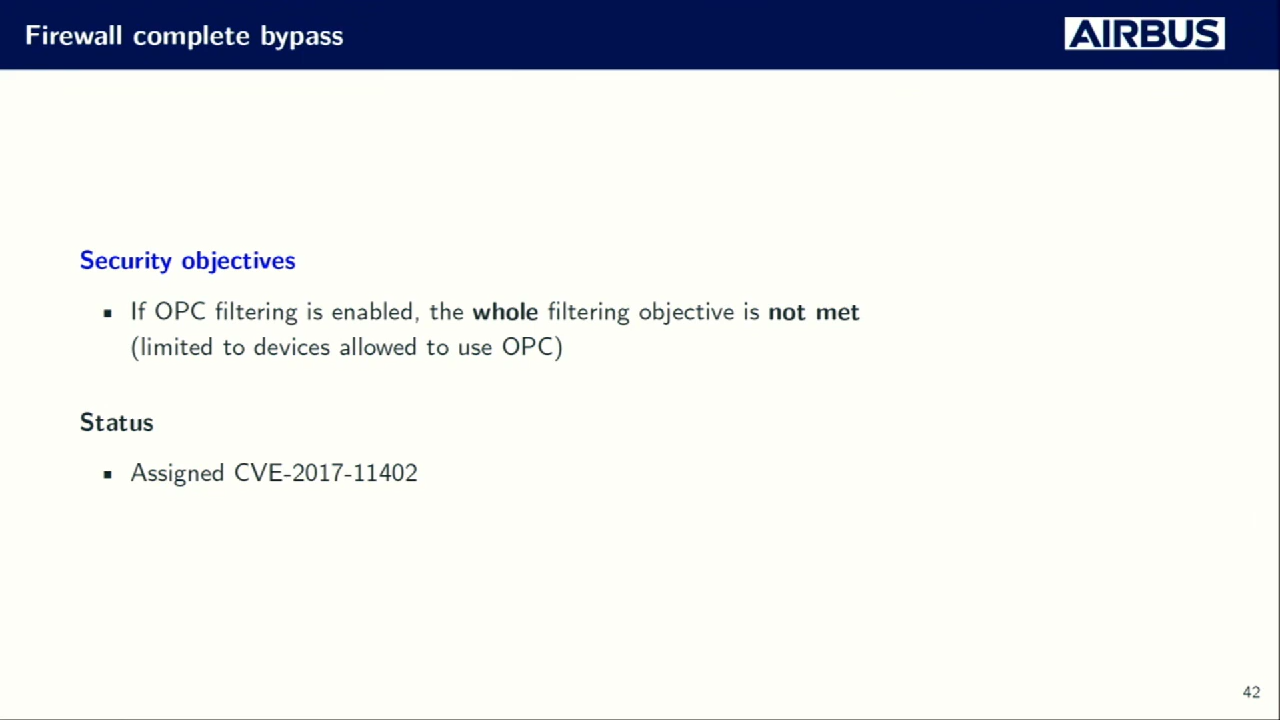 Firewall complete bypass
AIRBUS
Security objectives
▪ If OPC filtering is enabled, the whole filtering objective is not met
(limited to devices allowed to use OPC)
Status
▪ Assigned CVE-2017-11402
42